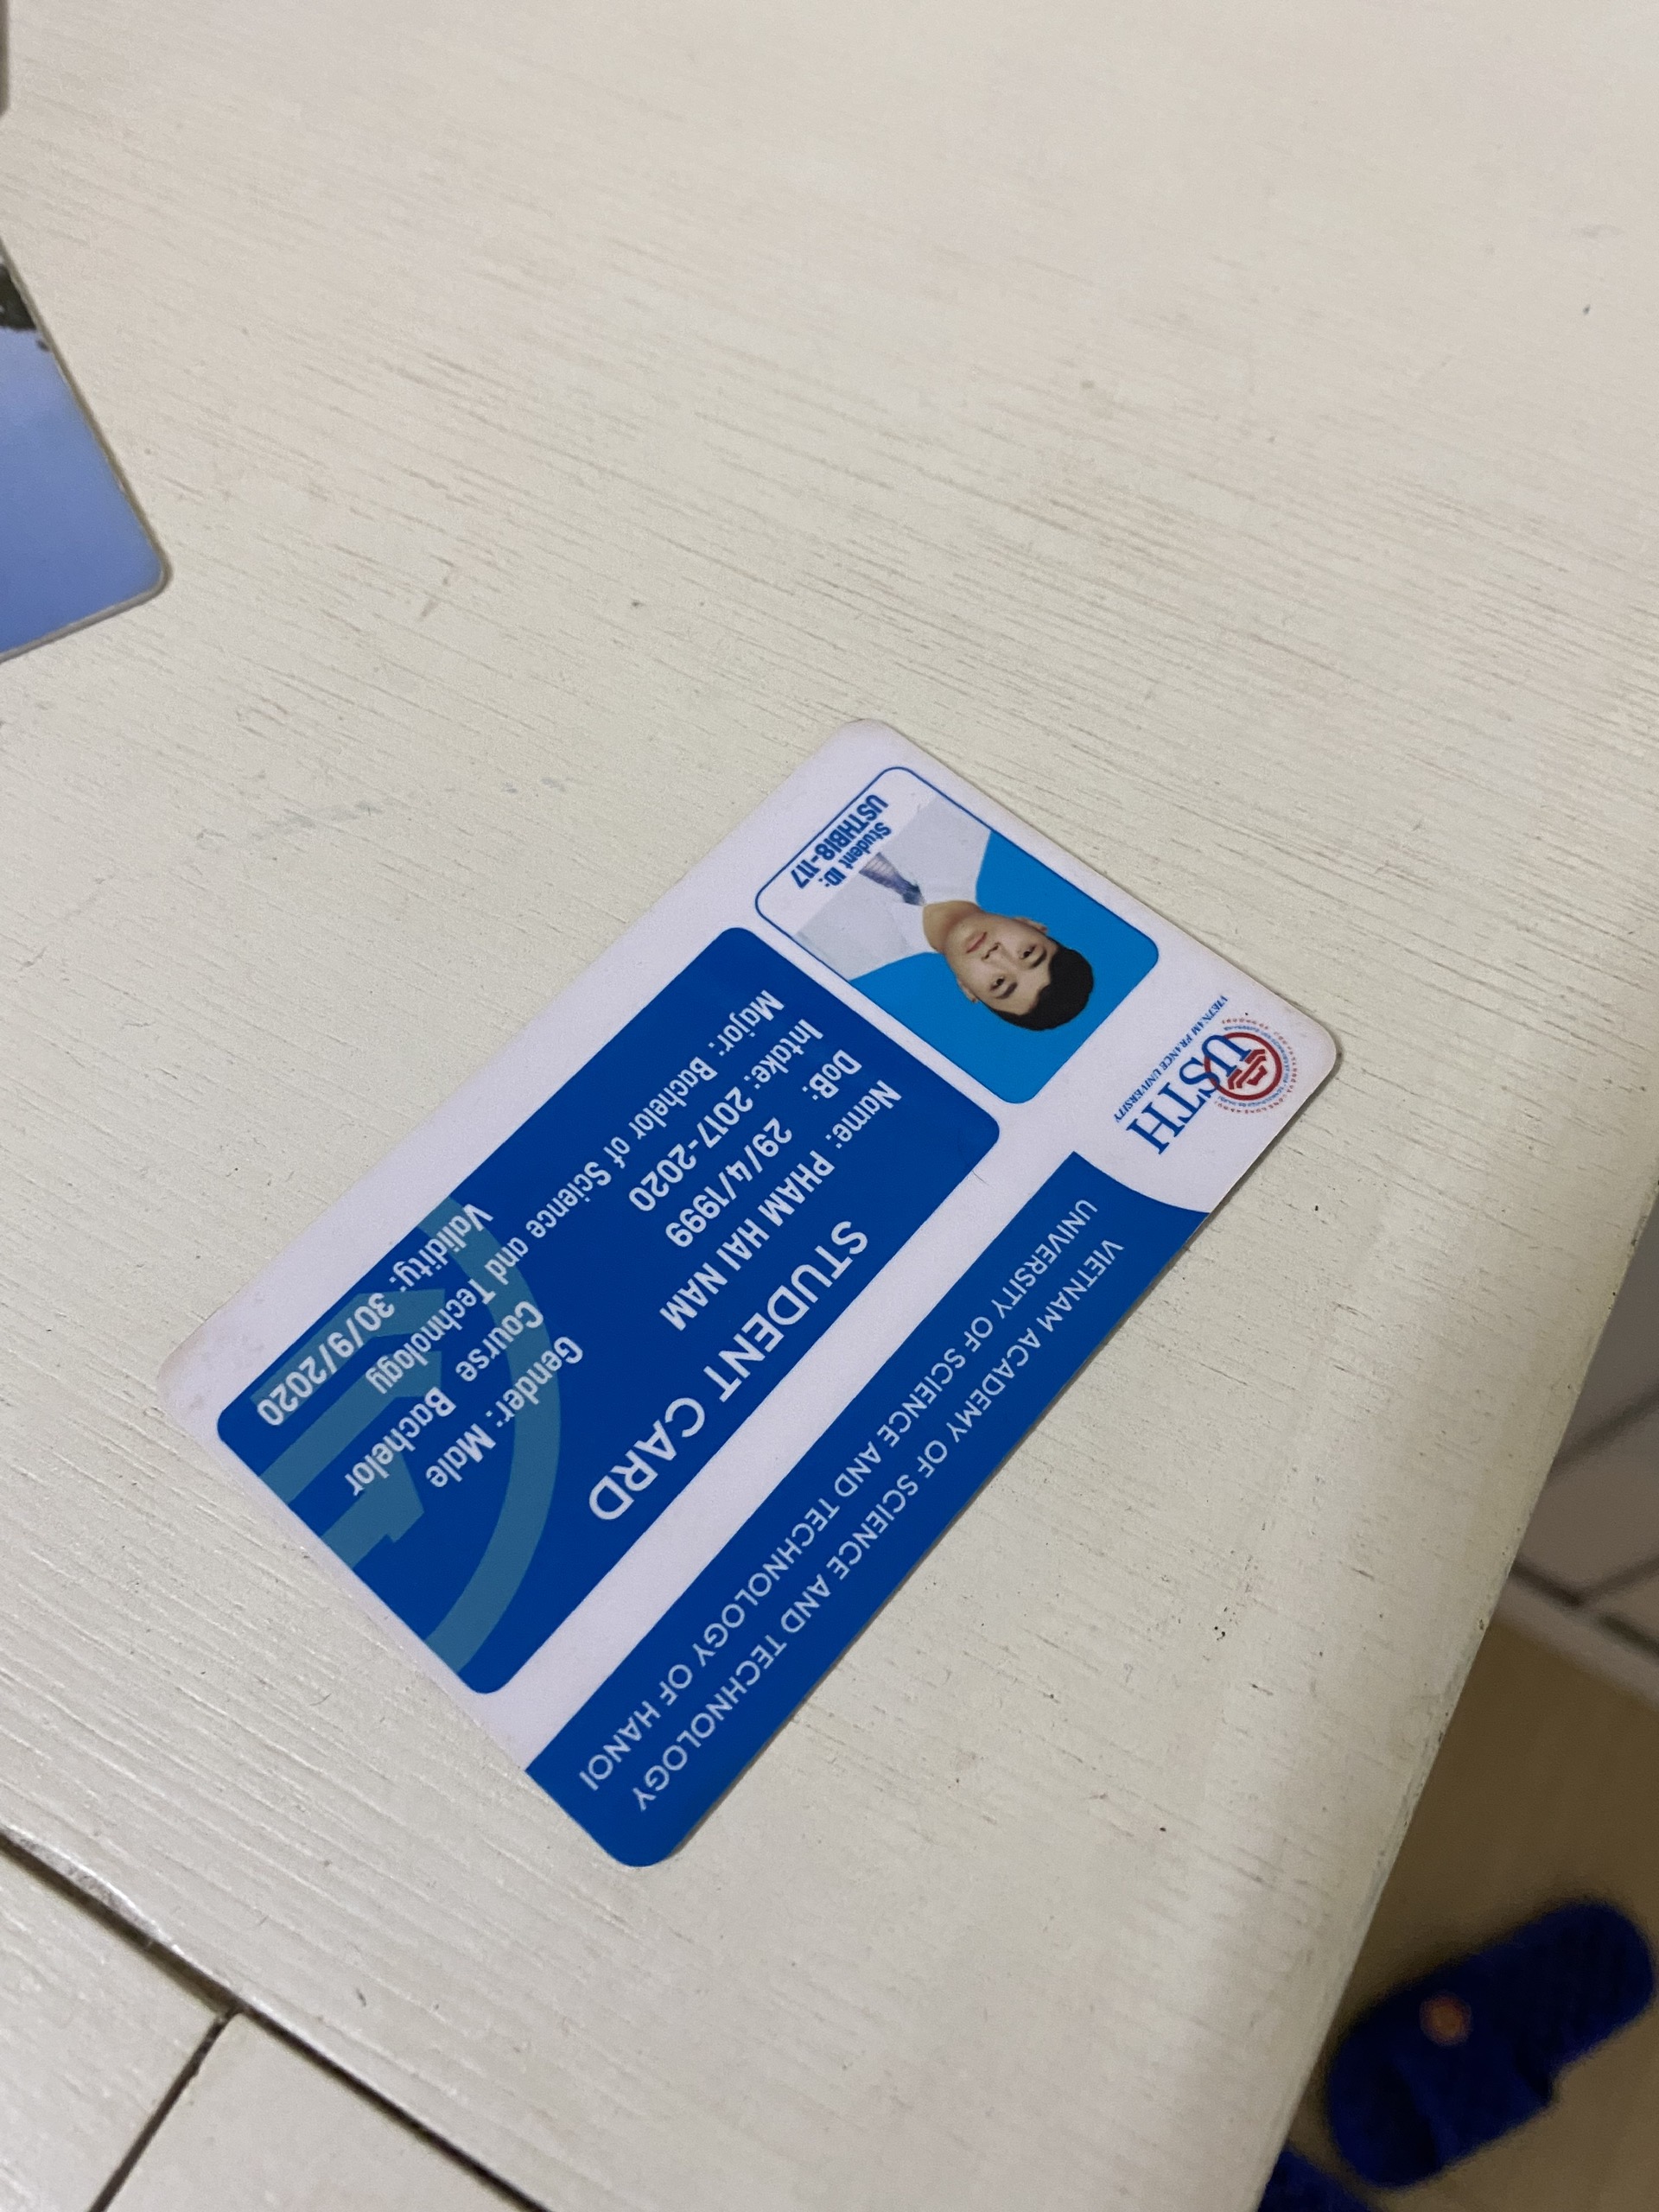 USTH
VIETNAM FRANCE UNIVERSITY
VIETNAM ACADEMY OF SCIENCE AND TECHNOLOGY
UNIVERSITY OF SCIENCE AND TECHNOLOGY OF HANOI
STUDENT CARD
Name: PHAM HAI NAM
DoB: 29/4/1999 Gender: Male
Intake: 2017-2020 Course Bachelor
Major: Bachelor of Science and Technology
Validity: 30/9/2020
Student ID:
USTHBI8-117